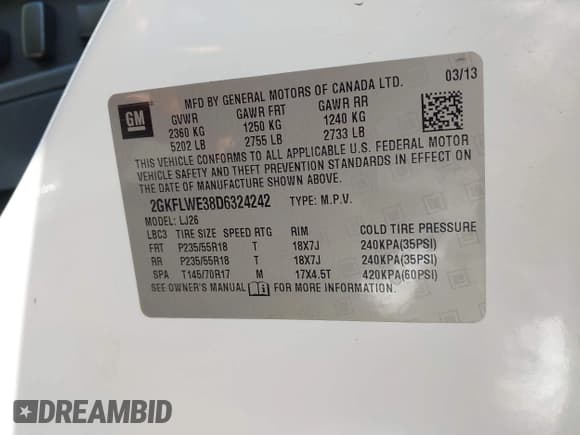 MFD BY GENERAL MOTORS OF CANADA LTD. 03/13
GM
GVWR GAWR FRT GAWR RR
2360 KG 1250 KG 1240 KG
5202 LB 2755 LB 2733 LB
THIS VEHICLE CONFORMS TO ALL APPLICABLE U.S. FEDERAL MOTOR
VEHICLE SAFETY AND THEFT PREVENTION STANDARDS IN EFFECT ON
THE DATE OF MANUFACTURE SHOWN ABOVE.
2GKFLWE38D6324242 TYPE: M.P.V.
MODEL: LJ26
LBC3 TIRE SIZE SPEED RTG RIM COLD TIRE PRESSURE
FRT P235/55R18 T 18X7J 240KPA(35PSI)
RR P235/55R18 T 18X7J 240KPA(35PSI)
SPA T145/70R17 M 17X4.5T 420KPA(60PSI)
SEE OWNER'S MANUAL FOR MORE INFORMATION.
DREAMBID